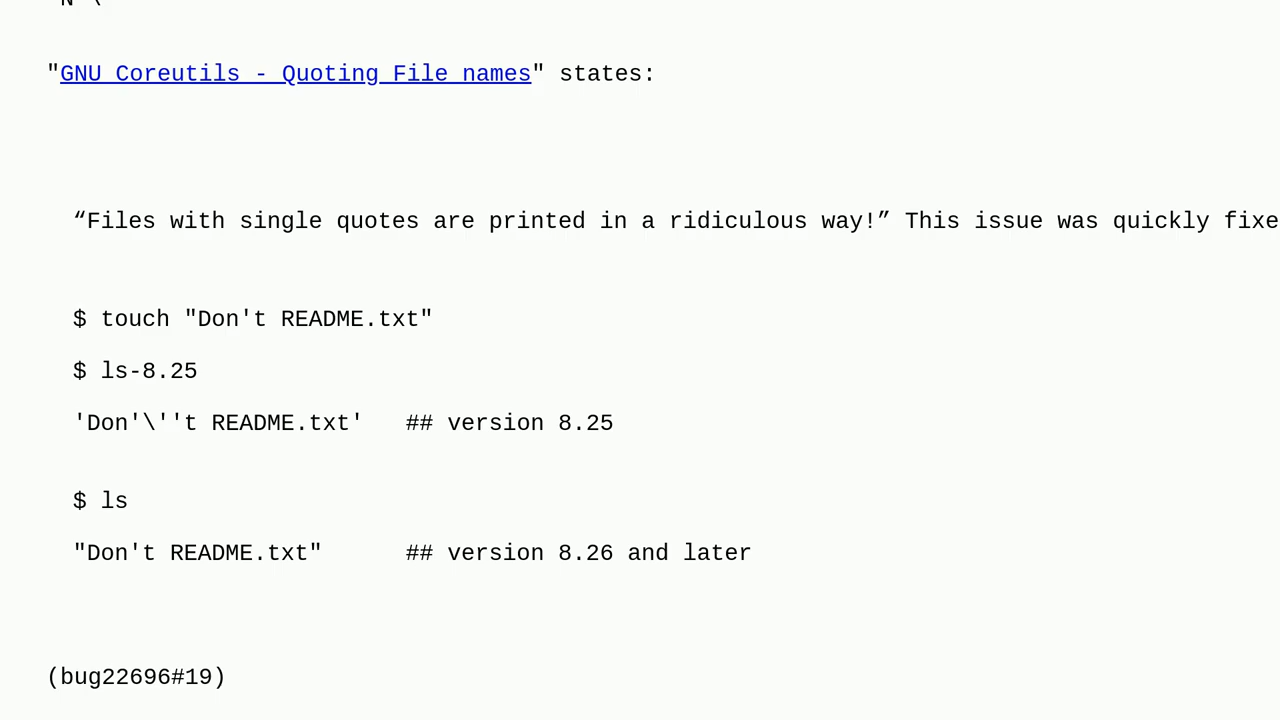 "GNU Coreutils - Quoting File names" states:
“Files with single quotes are printed in a ridiculous way!” This issue was quickly fixe
$ touch "Don't README.txt"
$ ls-8.25
'Don'\''t README.txt'   ## version 8.25
$ ls
"Don't README.txt"      ## version 8.26 and later
(bug22696#19)